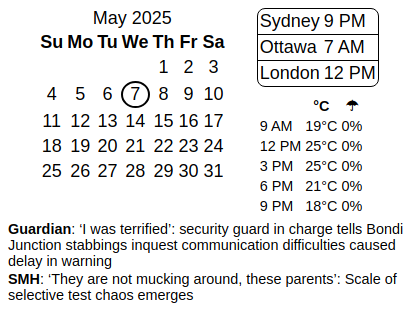 May 2025
Su Mo Tu We Th Fr Sa
1 2 3
4 5 6 7 8 9 10
11 12 13 14 15 16 17
18 19 20 21 22 23 24
25 26 27 28 29 30 31
Sydney 9 PM
Ottawa 7 AM
London 12 PM
°C ☂
9 AM 19°C 0%
12 PM 25°C 0%
3 PM 25°C 0%
6 PM 21°C 0%
9 PM 18°C 0%
Guardian: ‘I was terrified’: security guard in charge tells Bondi
Junction stabbings inquest communication difficulties caused
delay in warning
SMH: ‘They are not mucking around, these parents’: Scale of
selective test chaos emerges